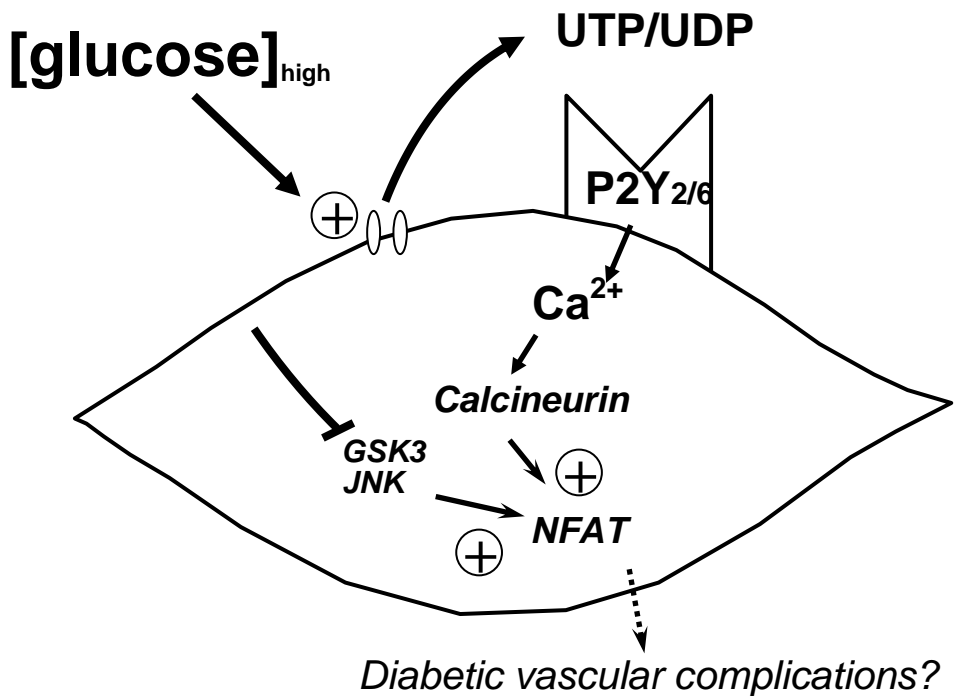 UTP/UDP
[glucose]high
P2Y2/6
+
Ca2+
Calcineurin
GSK3
JNK
+
NFAT
+
Diabetic vascular complications?